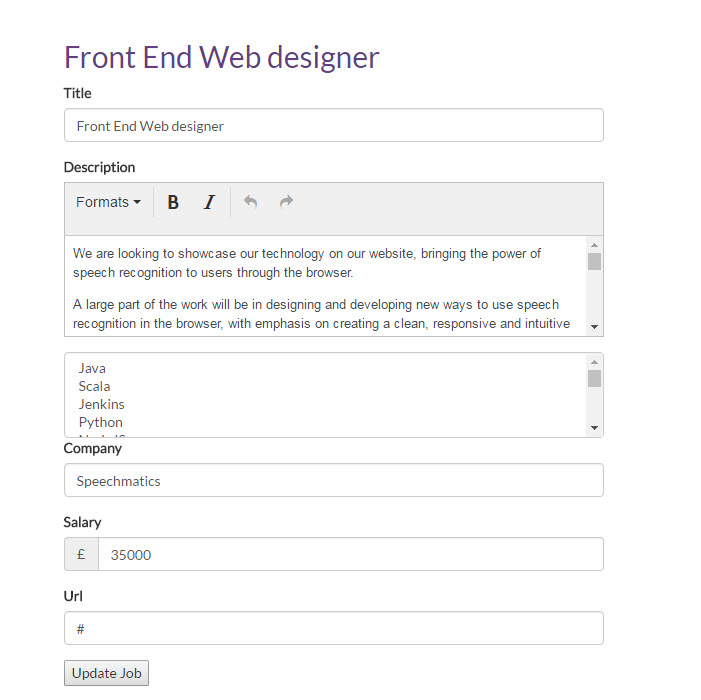 Front End Web designer
Title
Front End Web designer
Description
Formats B I
We are looking to showcase our technology on our website, bringing the power of
speech recognition to users through the browser.
A large part of the work will be in designing and developing new ways to use speech
recognition in the browser, with emphasis on creating a clean, responsive and intuitive
Java
Scala
Jenkins
Python
Company
Speechmatics
Salary
£ 35000
Url
#
Update Job